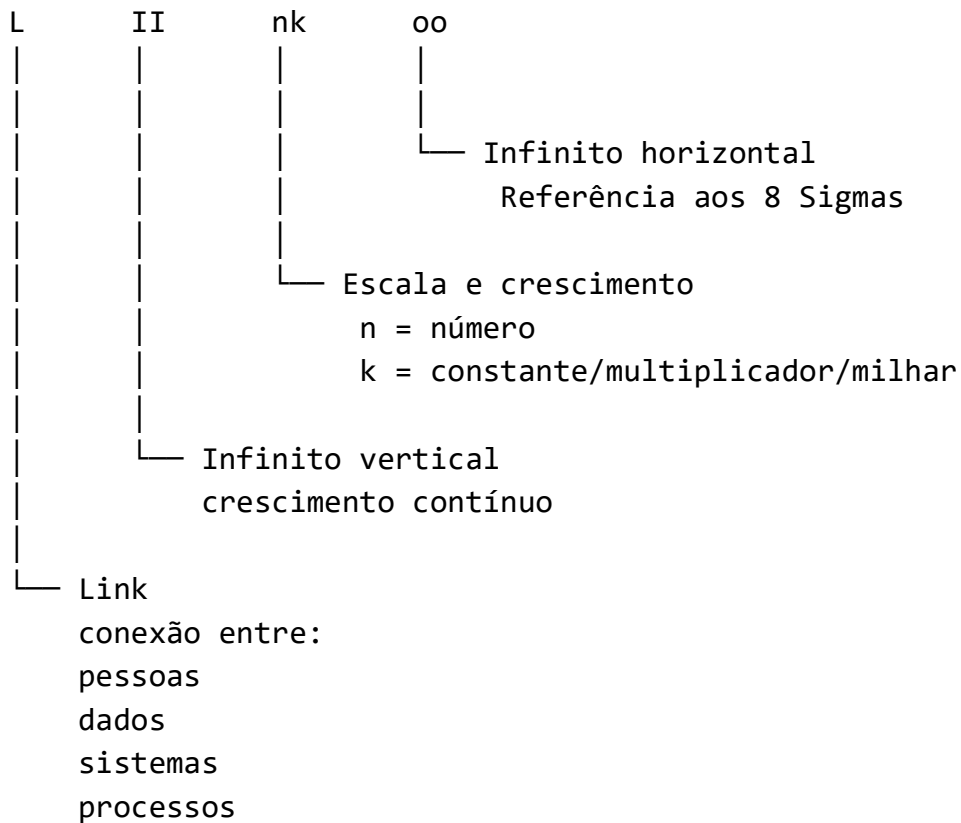 L II nk oo
Infinito horizontal
Referência aos 8 Sigmas
Escala e crescimento
n = número
k = constante/multiplicador/milhar
Infinito vertical
crescimento contínuo
Link
conexão entre:
pessoas
dados
sistemas
processos